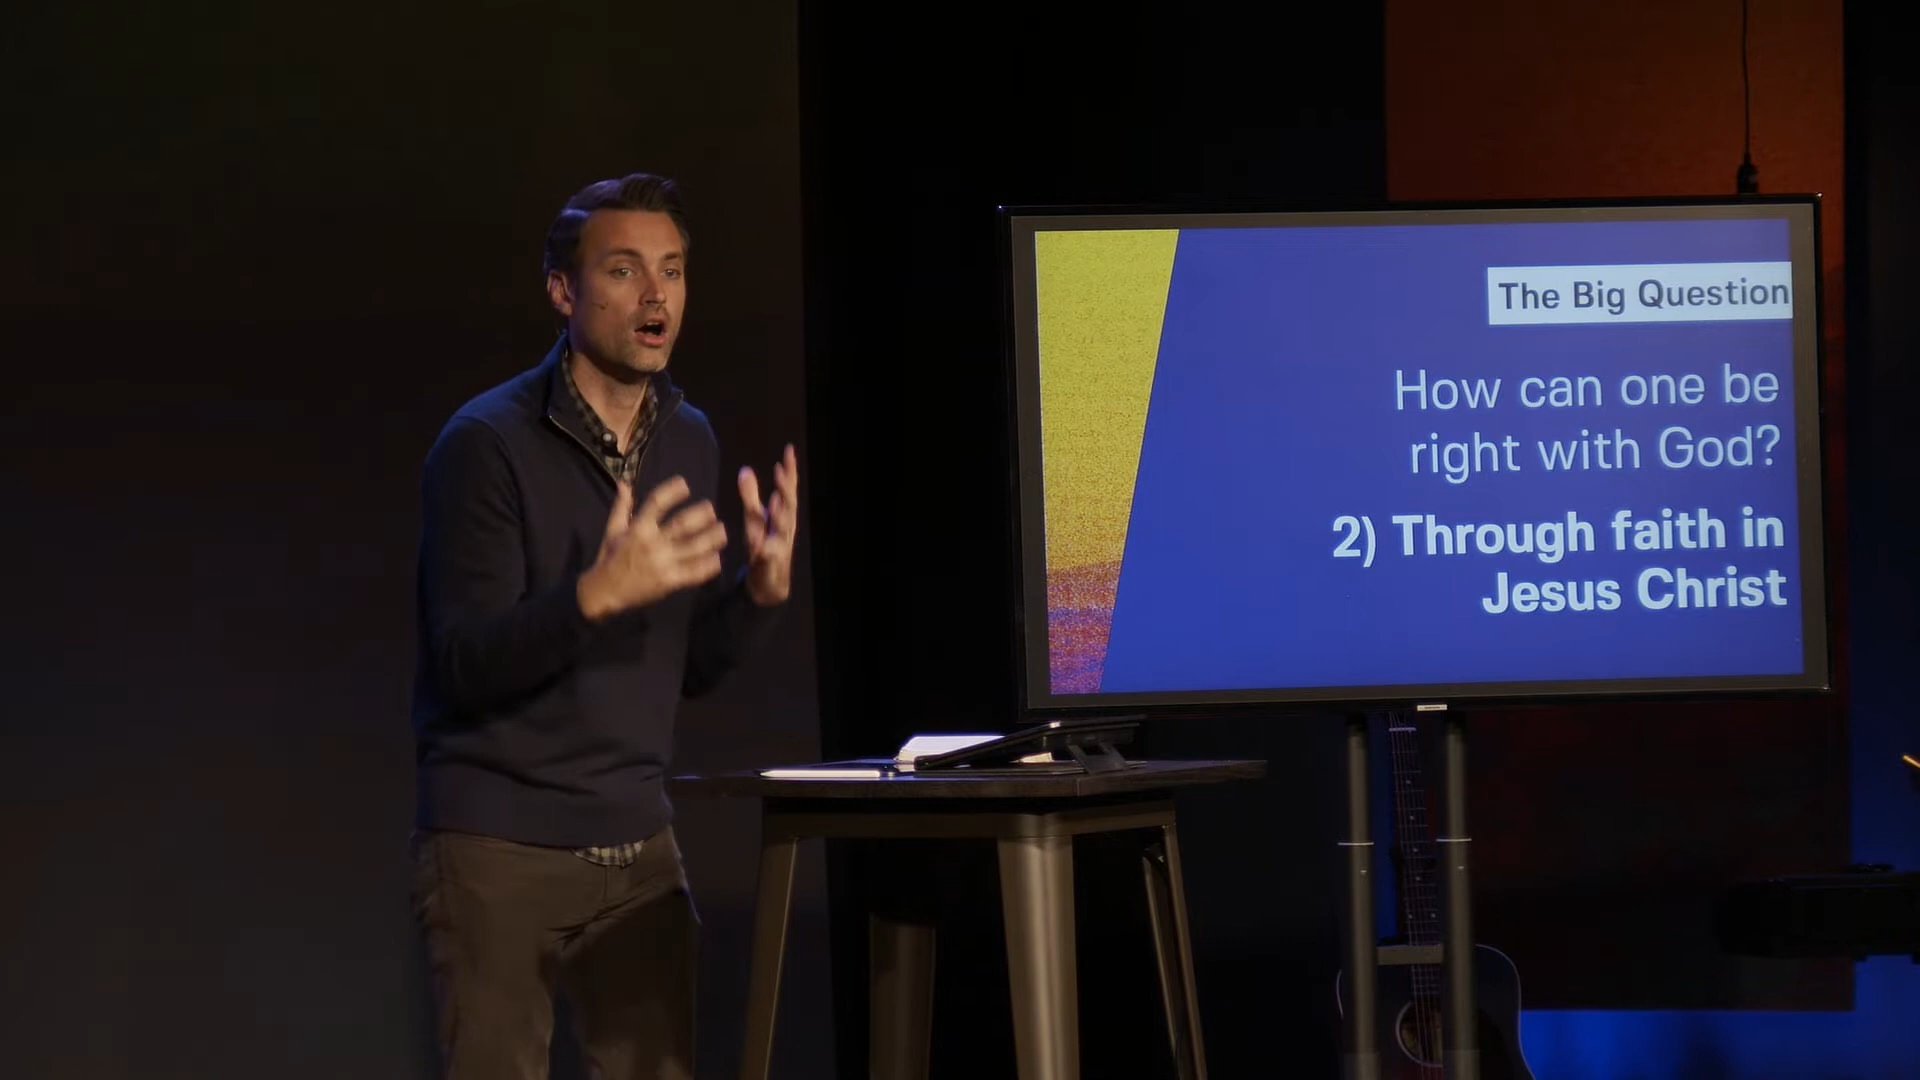 The Big Question
How can one be
right with God?
2) Through faith in
Jesus Christ